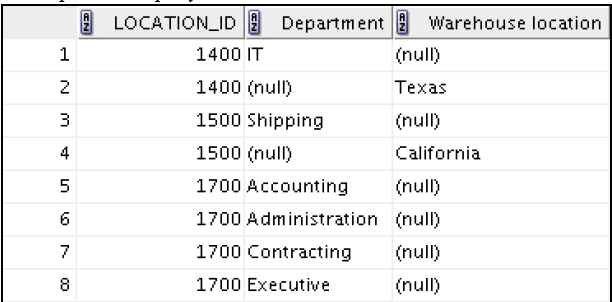 LOCATION_ID Department Warehouse location
1 1400 IT (null)
2 1400 (null) Texas
3 1500 Shipping (null)
4 1500 (null) California
5 1700 Accounting (null)
6 1700 Administration (null)
7 1700 Contracting (null)
8 1700 Executive (null)